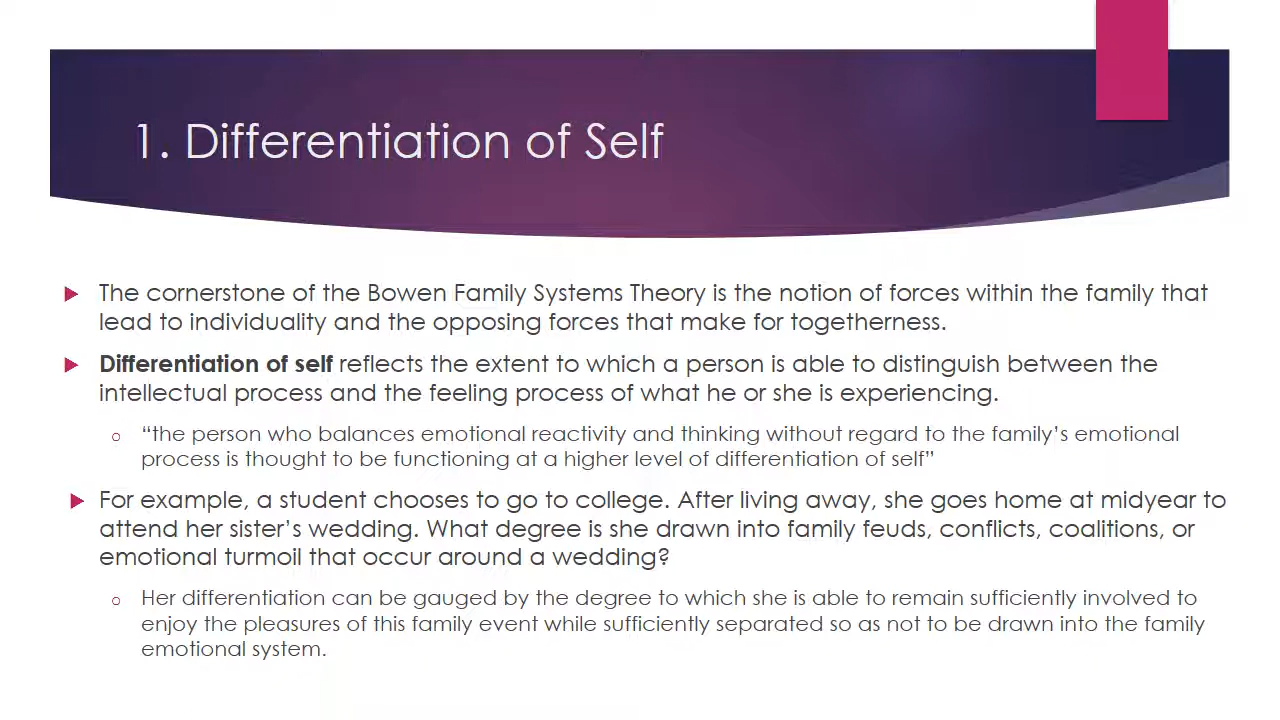 1. Differentiation of Self
The cornerstone of the Bowen Family Systems Theory is the notion of forces within the family that
lead to individuality and the opposing forces that make for togetherness.
Differentiation of self reflects the extent to which a person is able to distinguish between the
intellectual process and the feeling process of what he or she is experiencing.
“the person who balances emotional reactivity and thinking without regard to the family’s emotional
process is thought to be functioning at a higher level of differentiation of self”
For example, a student chooses to go to college. After living away, she goes home at midyear to
attend her sister’s wedding. What degree is she drawn into family feuds, conflicts, coalitions, or
emotional turmoil that occur around a wedding?
Her differentiation can be gauged by the degree to which she is able to remain sufficiently involved to
enjoy the pleasures of this family event while sufficiently separated so as not to be drawn into the family
emotional system.